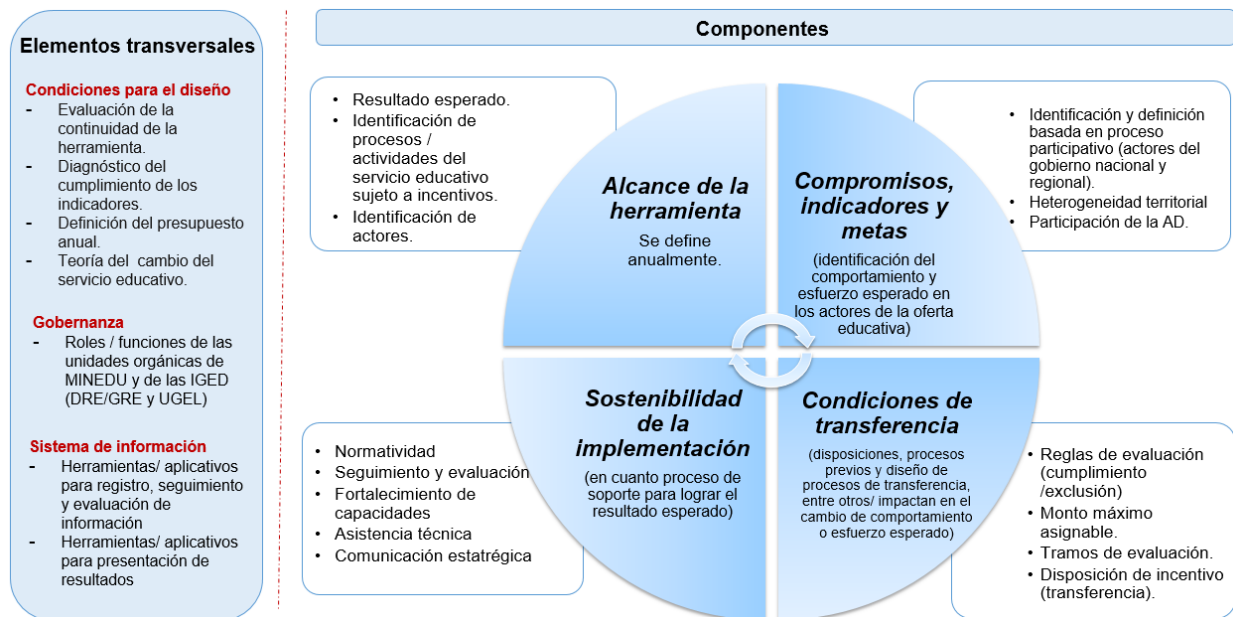 Elementos transversales
Condiciones para el diseño
- Evaluación de la
continuidad de la
herramienta.
- Diagnóstico del
cumplimiento de los
indicadores.
- Definición del presupuesto
anual.
- Teoría del cambio del
servicio educativo.
Gobernanza
- Roles / funciones de las
unidades orgánicas de
MINEDU y de las IGED
(DRE/GRE y UGEL)
Sistema de información
- Herramientas/ aplicativos
para registro, seguimiento
y evaluación de
información
- Herramientas/ aplicativos
para presentación de
resultados
Componentes
• Resultado esperado.
• Identificación de
procesos /
actividades del
servicio educativo
sujeto a incentivos.
• Identificación de
actores.
Alcance de la
herramienta
Se define
anualmente.
Compromisos,
indicadores y
metas
(identificación del
comportamiento y
esfuerzo esperado en
los actores de la oferta
educativa)
• Identificación y definición
basada en proceso
participativo (actores del
gobierno nacional y
regional).
• Heterogeneidad territorial
• Participación de la AD.
• Normatividad
• Seguimiento y evaluación
• Fortalecimiento de
capacidades
• Asistencia técnica
• Comunicación estatrégica
Sostenibilidad
de la
implementación
(en cuanto proceso de
soporte para lograr el
resultado esperado)
Condiciones de
transferencia
(disposiciones, procesos
previos y diseño de
procesos de transferencia,
entre otros/ impactan en el
cambio de comportamiento
o esfuerzo esperado)
• Reglas de evaluación
(cumplimiento
/exclusión)
• Monto máximo
asignable.
• Tramos de evaluación.
• Disposición de incentivo
(transferencia).